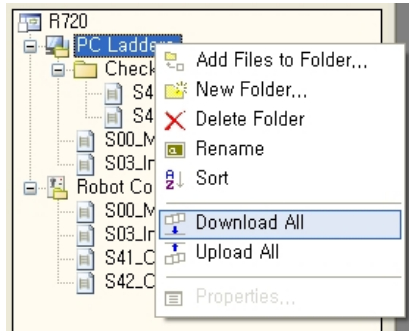 R720
PC Ladders
Check
S4
S4
S00_M
S03_In
Robot Co
S00_M
S03_In
S41_C
S42_C
Add Files to Folder...
New Folder...
Delete Folder
Rename
Sort
Download All
Upload All
Properties...